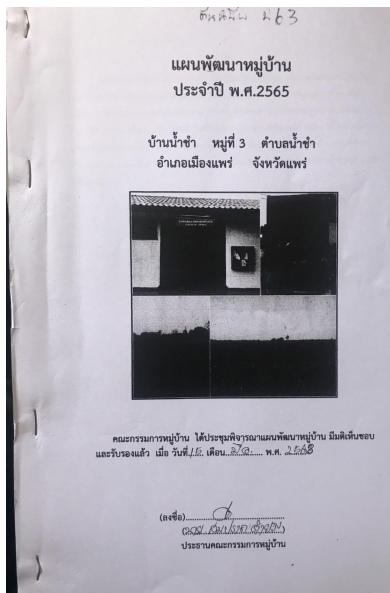 ม.3
แผนพัฒนาหมู่บ้าน
ประจำปี พ.ศ.2565
บ้านน้ำชำ หมู่ที่ 3 ตำบลน้ำชำ
อำเภอเมืองแพร่ จังหวัดแพร่
คณะกรรมการหมู่บ้าน ได้ประชุมพิจารณาแผนพัฒนาหมู่บ้าน มีมติเห็นชอบ
และรับรองแล้ว เมื่อ วันที่ 15 เดือน มี.ค. พ.ศ.
(ลงชื่อ)
ประธานคณะกรรมการหมู่บ้าน